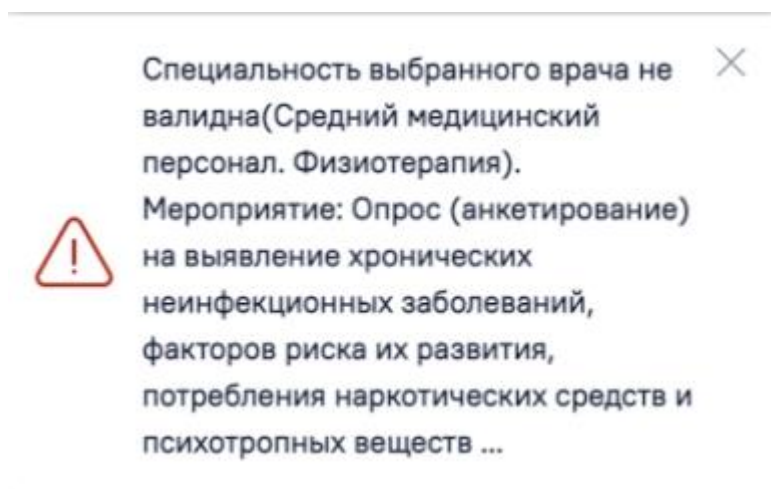 Специальность выбранного врача не
валидна(Средний медицинский
персонал. Физиотерапия).
Мероприятие: Опрос (анкетирование)
на выявление хронических
неинфекционных заболеваний,
факторов риска их развития,
потребления наркотических средств и
психотропных веществ ...